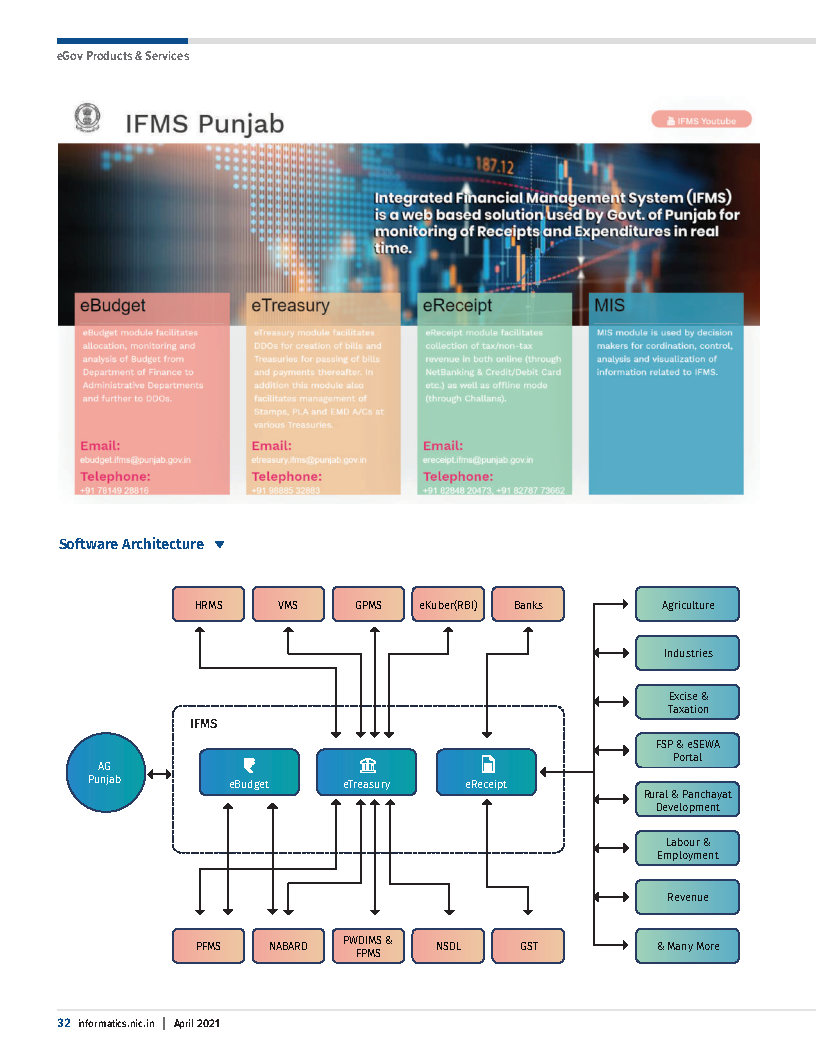 eGov Products & Services
IFMS Punjab
IFMS Youtube
187.12
Integrated Financial Management System (IFMS)
is a web based solution used by Govt. of Punjab for
monitoring of Receipts and Expenditures in real
time.
eBudget
eBudget module facilitates
allocation, monitoring and
analysis of Budget from
Department of Finance to
Administrative Departments
and further to DDOs.
Email:
ebudget.ifms@punjab.gov.in
Telephone:
+91 78149 28816
eTreasury
eTreasury module facilitates
DDOs for creation of bills and
Treasuries for passing of bills
and payments thereafter. In
addition this module also
facilitates management of
Stamps, PLA and EMD A/Cs at
various Treasuries.
Email:
etreasury.ifms@punjab.gov.in
Telephone:
+91 98885 32883
eReceipt
eReceipt module facilitates
collection of tax/non-tax
revenue in both online (through
NetBanking & Credit/Debit Card
etc.) as well as offline mode
(through Challans).
Email:
ereceipt.ifms@punjab.gov.in
Telephone:
+91 82848 20473, +91 82787 73662
MIS
MIS module is used by decision
makers for cordination, control,
analysis and visualization of
information related to IFMS.
Software Architecture
HRMS
VMS
GPMS
eKuber(RBI)
Banks
IFMS
AG
Punjab
eBudget
eTreasury
eReceipt
PFMS
NABARD
PWDIMS &
FPMS
NSDL
GST
Agriculture
Industries
Excise &
Taxation
FSP & eSEWA
Portal
Rural & Panchayat
Development
Labour &
Employment
Revenue
& Many More
32 informatics.nic.in | April 2021